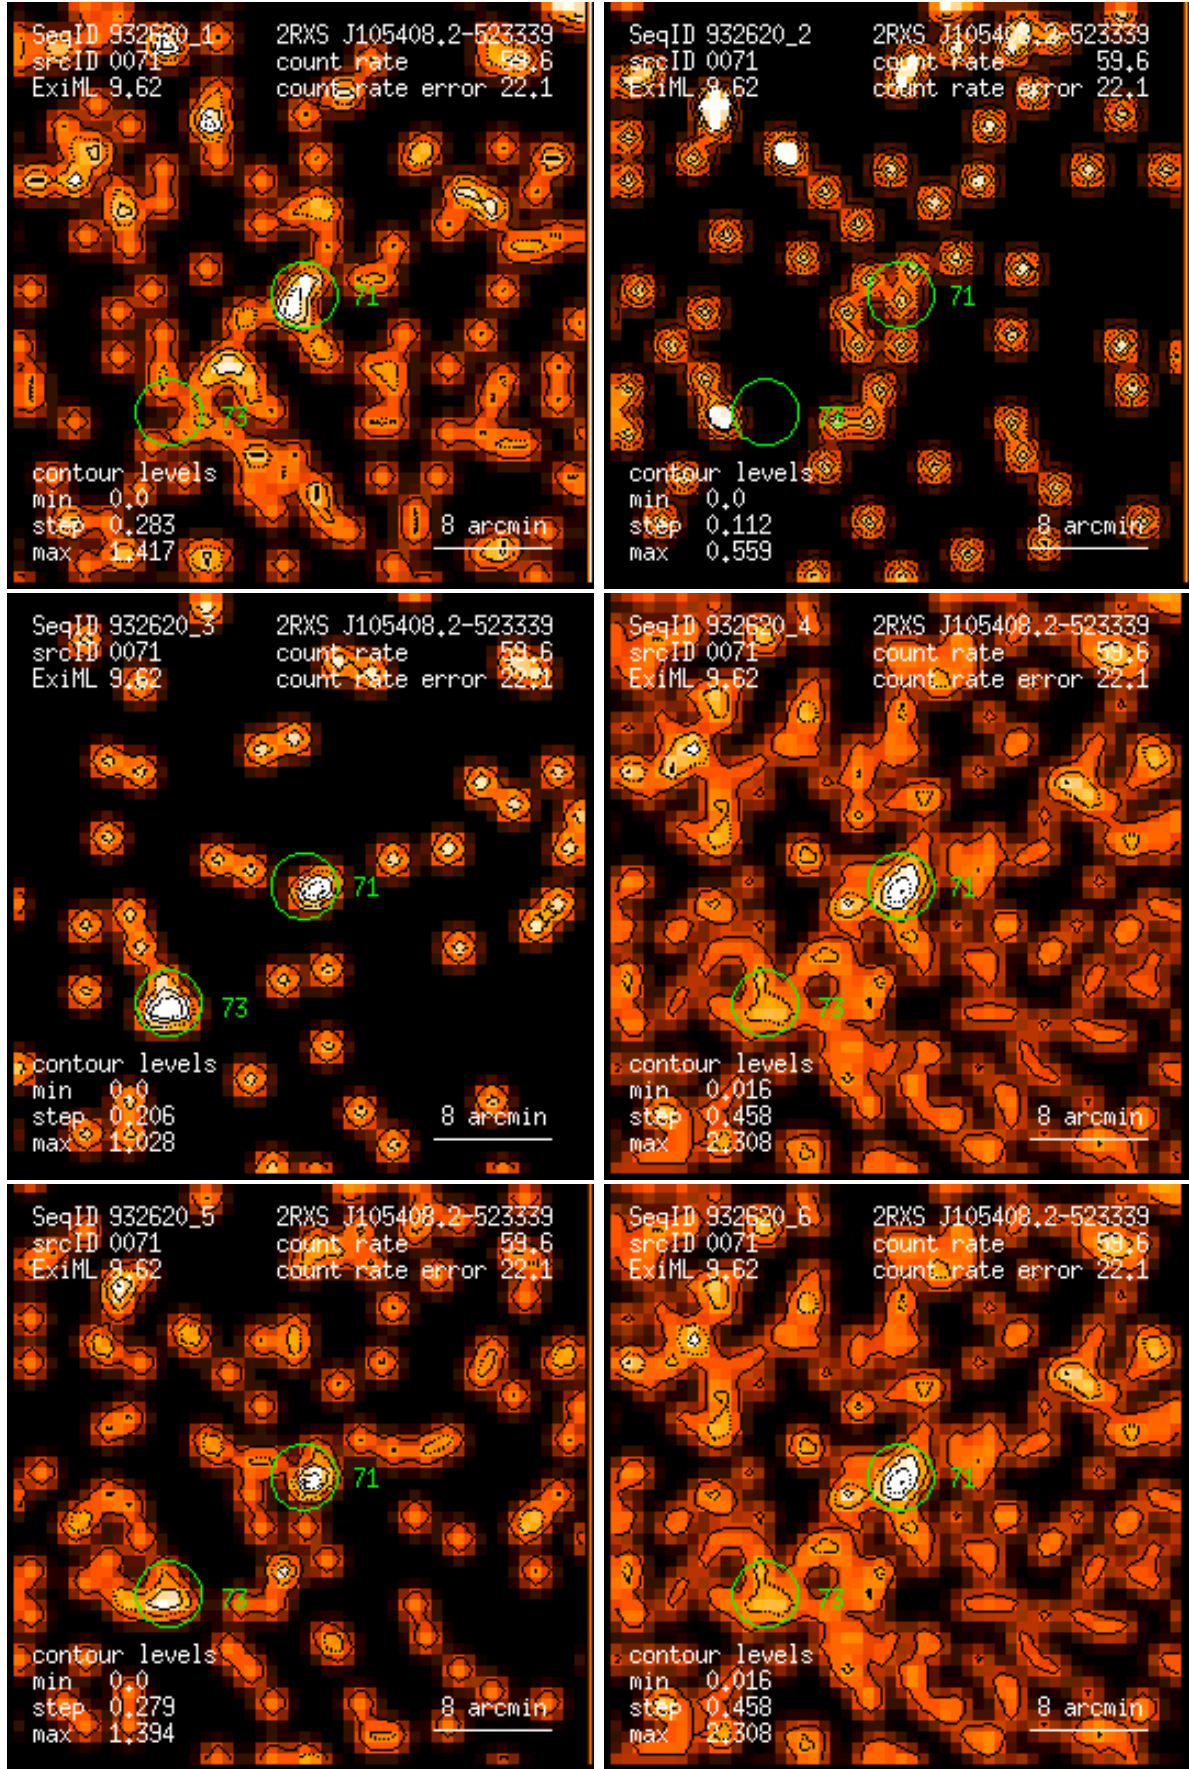 SeqID 932620_1 2RXS J105408.2-523339
srcID 0071 count rate 59.6
ExiML 9.62 count rate error 22.1
71
73
contour levels
min 0.0
step 0.283 8 arcmin
max 1.417
SeqID 932620_2 2RXS J105408.2-523339
srcID 0071 count rate 59.6
ExiML 9.62 count rate error 22.1
71
73
contour levels
min 0.0
step 0.112 8 arcmin
max 0.559
SeqID 932620_3 2RXS J105408.2-523339
srcID 0071 count rate 59.6
ExiML 9.62 count rate error 22.1
71
73
contour levels
min 0.0
step 0.206 8 arcmin
max 1.028
SeqID 932620_4 2RXS J105408.2-523339
srcID 0071 count rate 59.6
ExiML 9.62 count rate error 22.1
71
73
contour levels
min 0.016
step 0.458 8 arcmin
max 2.308
SeqID 932620_5 2RXS J105408.2-523339
srcID 0071 count rate 59.6
ExiML 9.62 count rate error 22.1
71
73
contour levels
min 0.0
step 0.279 8 arcmin
max 1.394
SeqID 932620_6 2RXS J105408.2-523339
srcID 0071 count rate 59.6
ExiML 9.62 count rate error 22.1
71
73
contour levels
min 0.016
step 0.458 8 arcmin
max 2.308